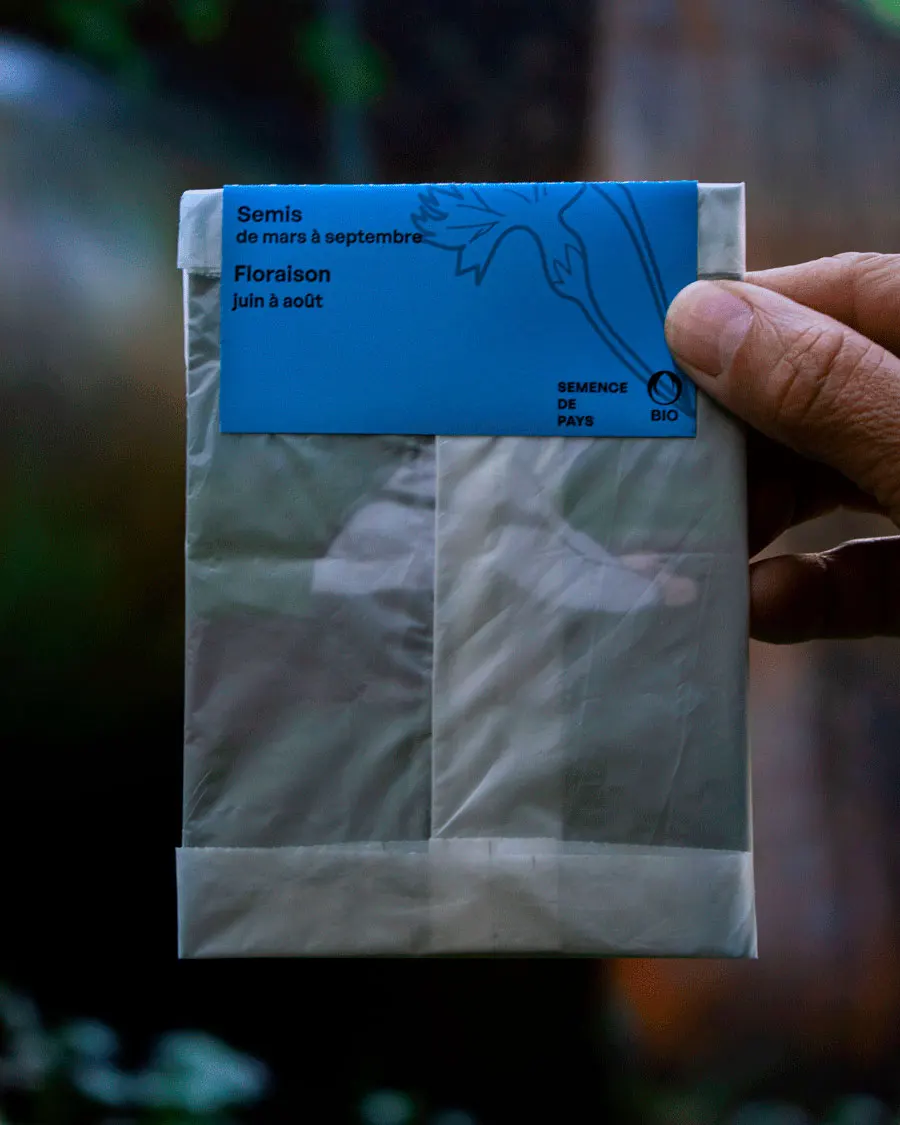 Semis
de mars à septembre
Floraison
juin à août
SEMENCE
DE
PAYS
BIO